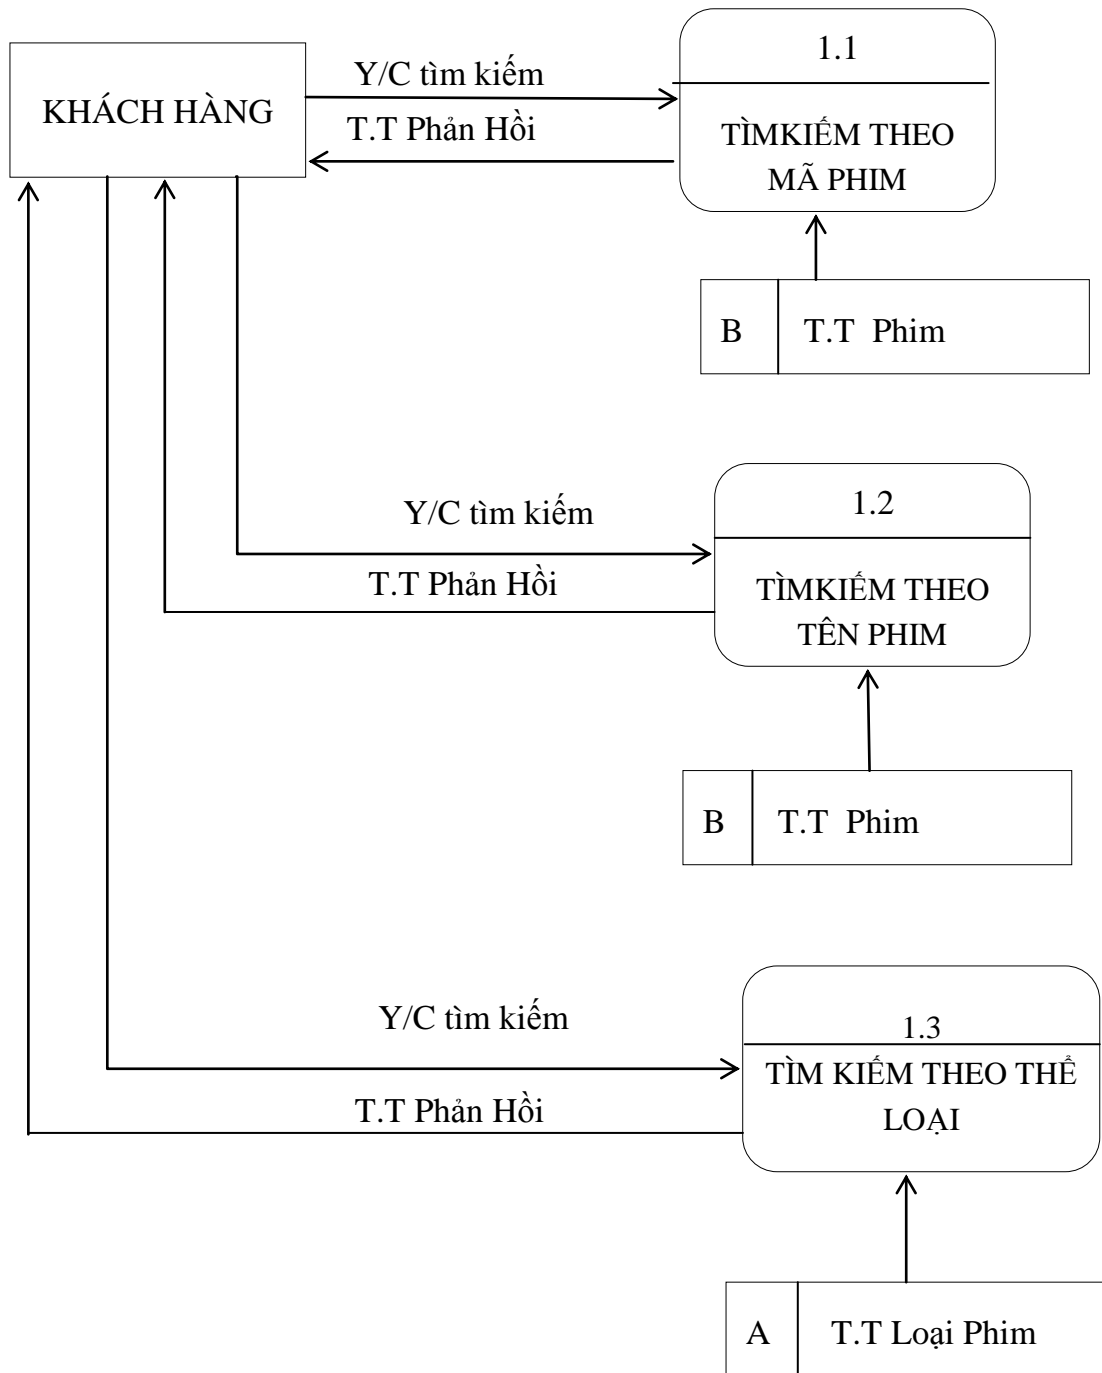 KHÁCH HÀNG
Y/C tìm kiếm
T.T Phản Hồi
1.1
TÌMKIẾM THEO
MÃ PHIM
B
T.T Phim
Y/C tìm kiếm
T.T Phản Hồi
1.2
TÌMKIẾM THEO
TÊN PHIM
B
T.T Phim
Y/C tìm kiếm
T.T Phản Hồi
1.3
TÌM KIẾM THEO THỂ
LOẠI
A
T.T Loại Phim